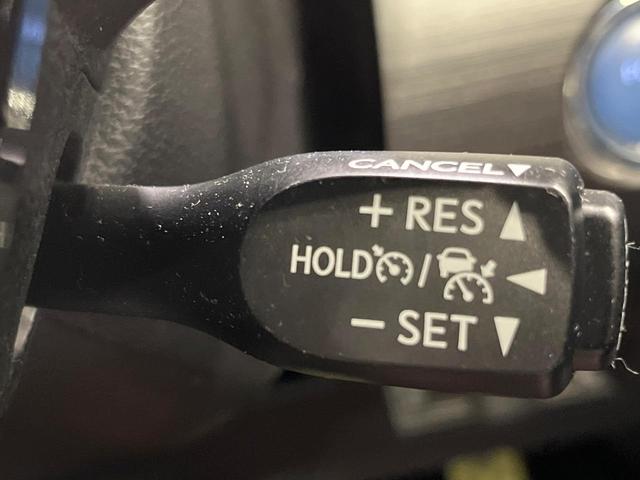 CANCEL▼
+ RES ▲
HOLD / ◀
− SET ▼